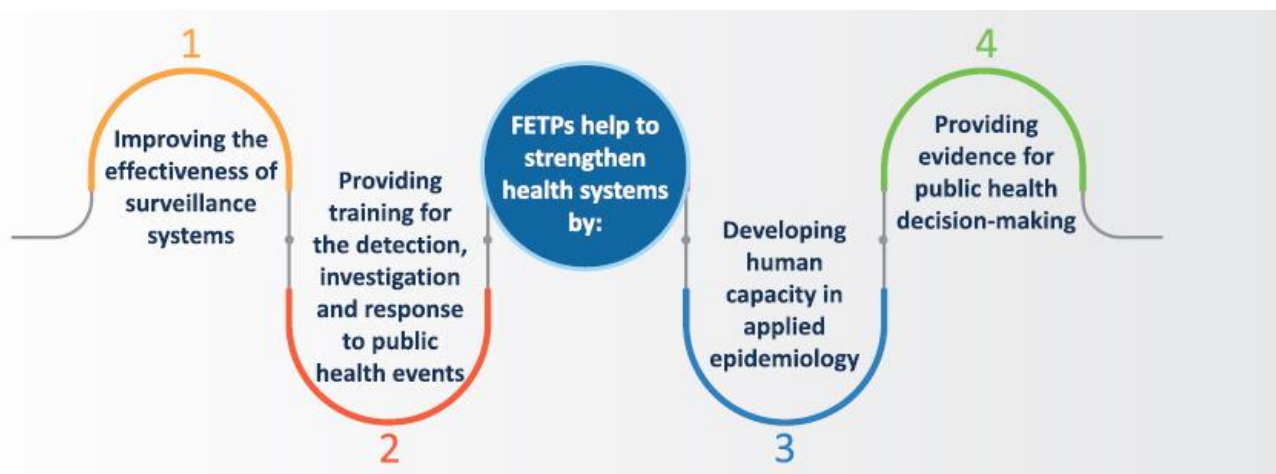 1
Improving the
effectiveness of
surveillance
systems
Providing
training for
the detection,
investigation
and response
to public
health events
2
FETPs help to
strengthen
health systems
by:
Developing
human
capacity in
applied
epidemiology
3
4
Providing
evidence for
public health
decision-making